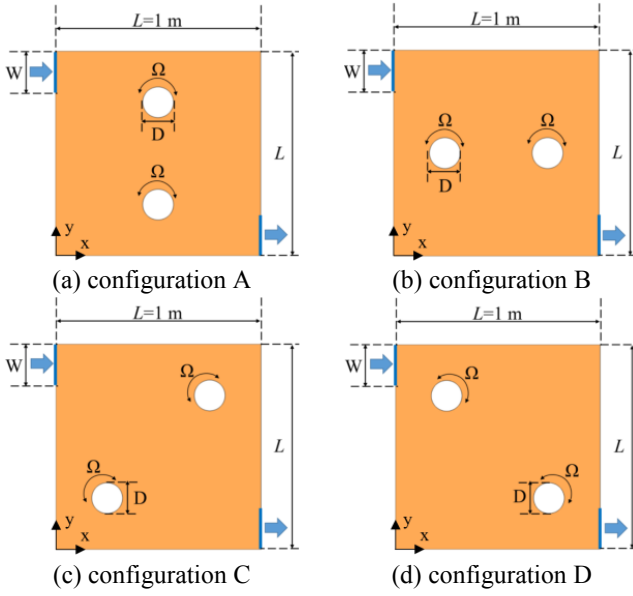 L=1 m
W
Ω
D
L
Ω
y
x
(a) configuration A
L=1 m
W
Ω
Ω
D
L
y
x
(b) configuration B
L=1 m
W
Ω
L
Ω
D
y
x
(c) configuration C
L=1 m
W
Ω
L
Ω
D
y
x
(d) configuration D